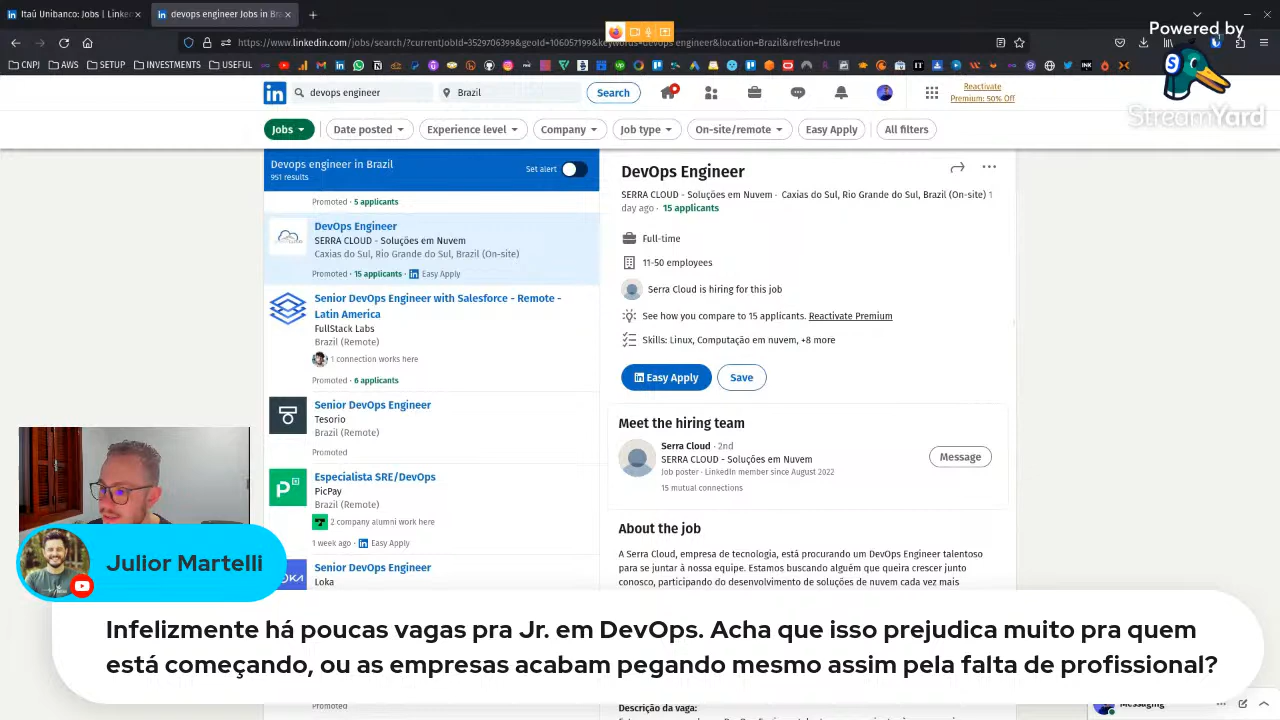 Itaú Unibanco: Jobs | LinkedIn
devops engineer Jobs in Bra
https://www.linkedin.com/jobs/search/?currentJobId=3529706399&geoId=106057199&keywords=devops engineer&location=Brazil&refresh=true
CNPJ
AWS
SETUP
INVESTMENTS
USEFUL
Powered by
StreamYard
devops engineer
Brazil
Search
Reactivate
Premium: 50% Off
Jobs
Date posted
Experience level
Company
Job type
On-site/remote
Easy Apply
All filters
Devops engineer in Brazil
951 results
Set alert
Promoted · 5 applicants
DevOps Engineer
SERRA CLOUD - Soluções em Nuvem
Caxias do Sul, Rio Grande do Sul, Brazil (On-site)
Promoted · 15 applicants · Easy Apply
Senior DevOps Engineer with Salesforce - Remote -
Latin America
FullStack Labs
Brazil (Remote)
1 connection works here
Promoted · 6 applicants
Senior DevOps Engineer
Tesorio
Brazil (Remote)
Promoted
Especialista SRE/DevOps
PicPay
Brazil (Remote)
2 company alumni work here
1 week ago · Easy Apply
Senior DevOps Engineer
Loka
Promoted
DevOps Engineer
SERRA CLOUD - Soluções em Nuvem · Caxias do Sul, Rio Grande do Sul, Brazil (On-site) 1
day ago · 15 applicants
Full-time
11-50 employees
Serra Cloud is hiring for this job
See how you compare to 15 applicants. Reactivate Premium
Skills: Linux, Computação em nuvem, +8 more
Easy Apply
Save
Meet the hiring team
Serra Cloud · 2nd
SERRA CLOUD - Soluções em Nuvem
Job poster · LinkedIn member since August 2022
15 mutual connections
Message
About the job
A Serra Cloud, empresa de tecnologia, está procurando um DevOps Engineer talentoso
para se juntar à nossa equipe. Estamos buscando alguém que queira crescer junto
conosco, participando do desenvolvimento de soluções de nuvem cada vez mais
Descrição da vaga:
Messaging
Julior Martelli
Infelizmente há poucas vagas pra Jr. em DevOps. Acha que isso prejudica muito pra quem
está começando, ou as empresas acabam pegando mesmo assim pela falta de profissional?